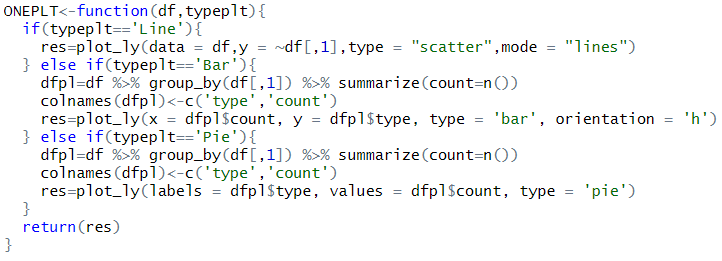 ONEPLT<-function(df,typeplt){
  if(typeplt=='Line'){
    res=plot_ly(data = df,y = ~df[,1],type = "scatter",mode = "lines")
  } else if(typeplt=='Bar'){
    dfpl=df %>% group_by(df[,1]) %>% summarize(count=n())
    colnames(dfpl)<-c('type','count')
    res=plot_ly(x = dfpl$count, y = dfpl$type, type = 'bar', orientation = 'h')
  } else if(typeplt=='Pie'){
    dfpl=df %>% group_by(df[,1]) %>% summarize(count=n())
    colnames(dfpl)<-c('type','count')
    res=plot_ly(labels = dfpl$type, values = dfpl$count, type = 'pie')
  }
  return(res)
}